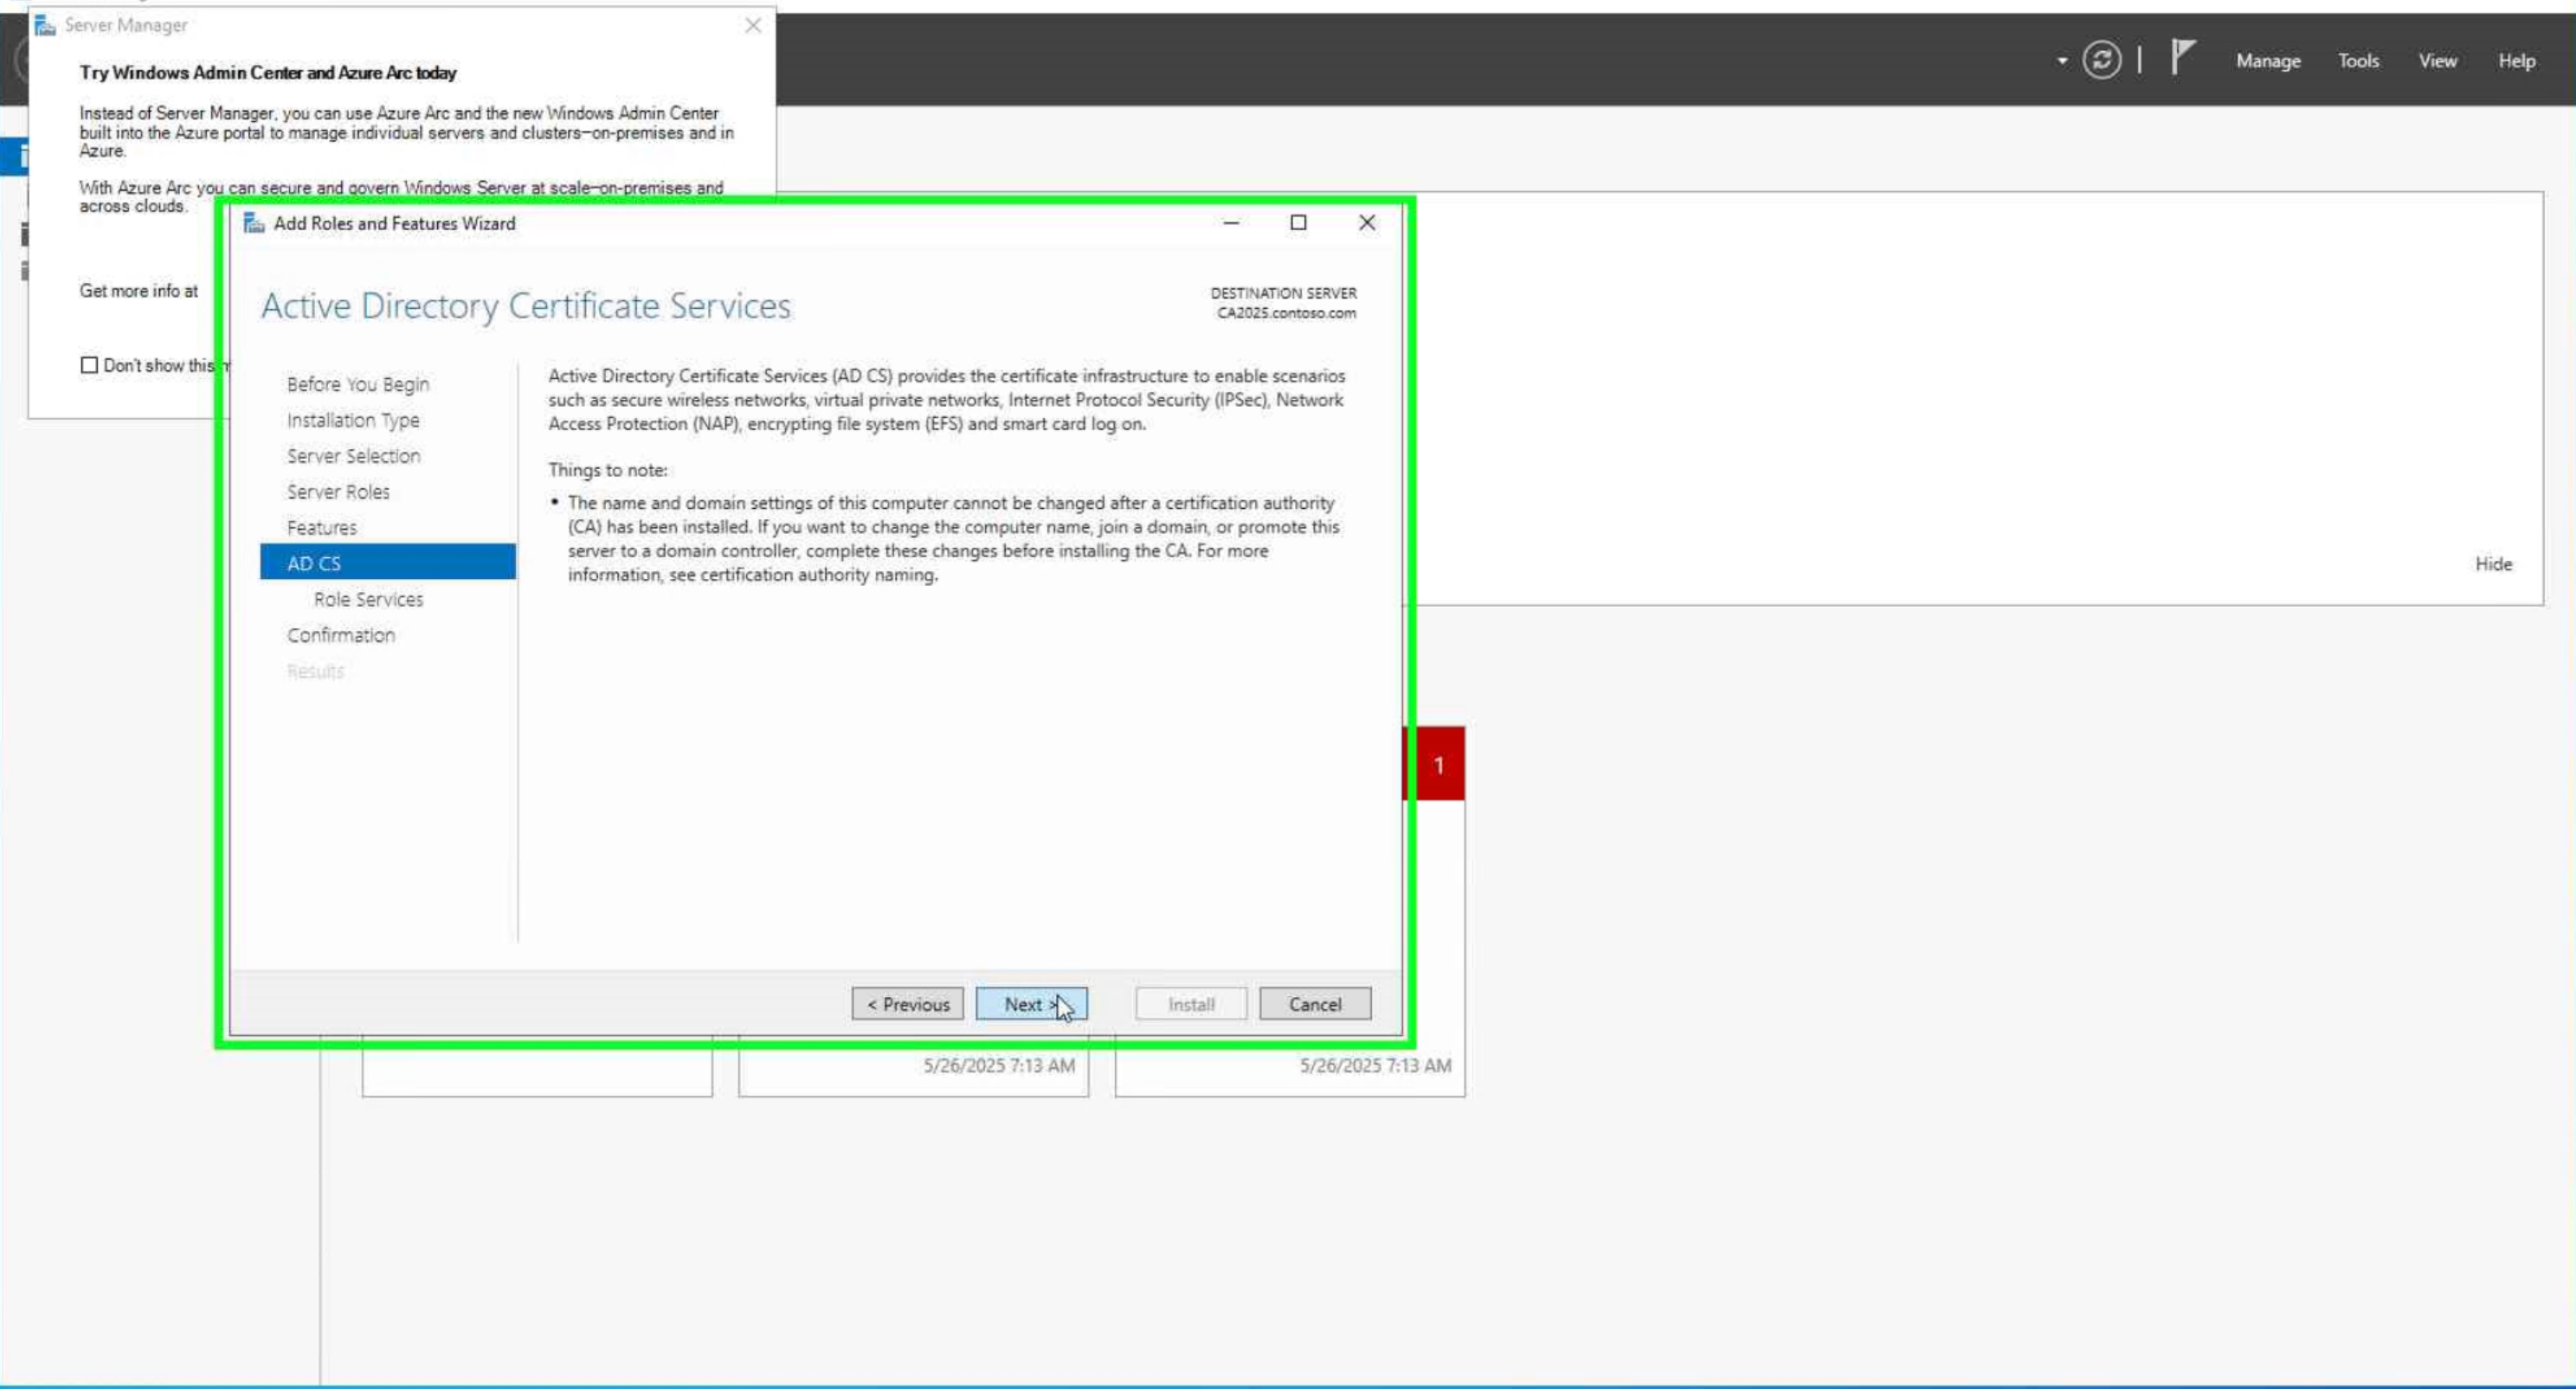 Server Manager
Try Windows Admin Center and Azure Arc today
Instead of Server Manager, you can use Azure Arc and the new Windows Admin Center
built into the Azure portal to manage individual servers and clusters—on-premises and in
Azure.
With Azure Arc you can secure and govern Windows Server at scale—on-premises and
across clouds.
Get more info at
Don't show this
Manage Tools View Help
Add Roles and Features Wizard
Active Directory Certificate Services
DESTINATION SERVER
CA2025.contoso.com
Before You Begin
Installation Type
Server Selection
Server Roles
Features
AD CS
Role Services
Confirmation
Results
Active Directory Certificate Services (AD CS) provides the certificate infrastructure to enable scenarios
such as secure wireless networks, virtual private networks, Internet Protocol Security (IPSec), Network
Access Protection (NAP), encrypting file system (EFS) and smart card log on.
Things to note:
• The name and domain settings of this computer cannot be changed after a certification authority
(CA) has been installed. If you want to change the computer name, join a domain, or promote this
server to a domain controller, complete these changes before installing the CA. For more
information, see certification authority naming.
< Previous Next > Install Cancel
Hide
1
5/26/2025 7:13 AM
5/26/2025 7:13 AM